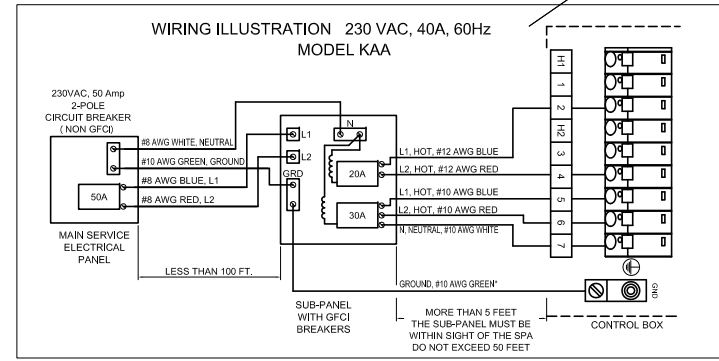 WIRING ILLUSTRATION 230 VAC, 40A, 60Hz
MODEL KAA
230VAC, 50 Amp
2-POLE
CIRCUIT BREAKER
( NON GFCI)
#8 AWG WHITE, NEUTRAL
#10 AWG GREEN, GROUND
#8 AWG BLUE, L1
#8 AWG RED, L2
50A
MAIN SERVICE
ELECTRICAL
PANEL
LESS THAN 100 FT.
N
L1
L2
GRD
20A
30A
SUB-PANEL
WITH GFCI
BREAKERS
L1, HOT, #12 AWG BLUE
L2, HOT, #12 AWG RED
L1, HOT, #10 AWG BLUE
L2, HOT, #10 AWG RED
N, NEUTRAL, #10 AWG WHITE
GROUND, #10 AWG GREEN*
MORE THAN 5 FEET
THE SUB-PANEL MUST BE
WITHIN SIGHT OF THE SPA
DO NOT EXCEED 50 FEET
H1
1
2
H2
3
4
5
6
7
GND
CONTROL BOX